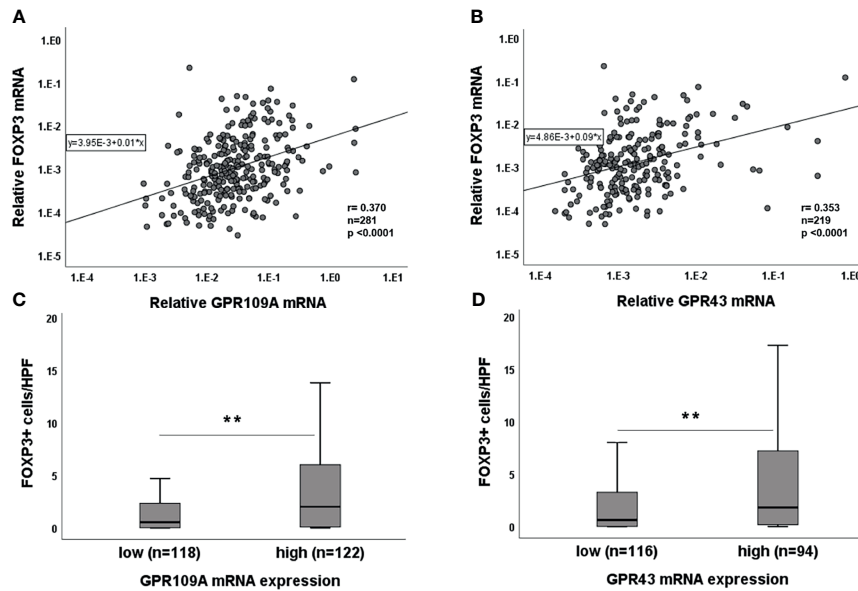 A
1.E0
1.E-1
1.E-2
1.E-3
1.E-4
1.E-5
Relative FOXP3 mRNA
y=3.95E-3+0.01*x
r= 0.370
n=281
p <0.0001
1.E-4 1.E-3 1.E-2 1.E-1 1.E0 1.E1
Relative GPR109A mRNA
B
1.E0
1.E-1
1.E-2
1.E-3
1.E-4
1.E-5
Relative FOXP3 mRNA
y=4.86E-3+0.09*x
r= 0.353
n=219
p <0.0001
1.E-4 1.E-3 1.E-2 1.E-1 1.E0
Relative GPR43 mRNA
C
20
15
10
5
0
FOXP3+ cells/HPF
**
low (n=118) high (n=122)
GPR109A mRNA expression
D
20
15
10
5
0
FOXP3+ cells/HPF
**
low (n=116) high (n=94)
GPR43 mRNA expression